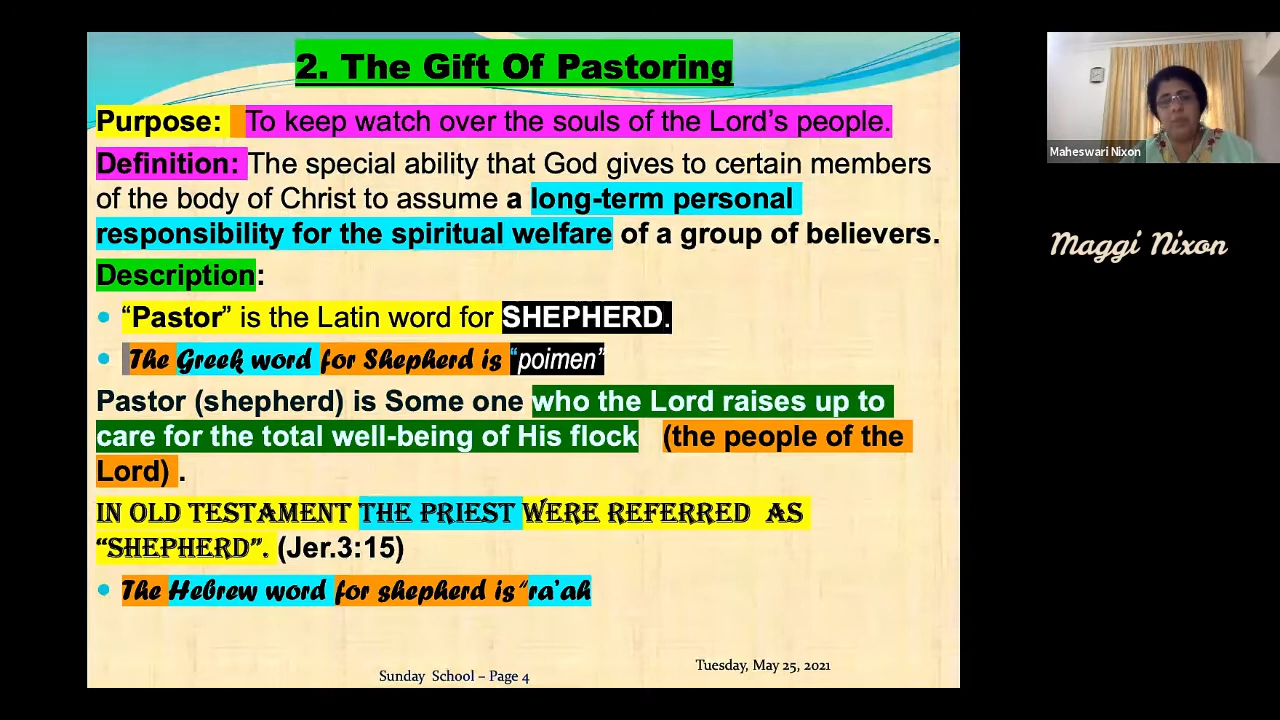 2. The Gift Of Pastoring
Purpose: To keep watch over the souls of the Lord's people.
Definition: The special ability that God gives to certain members
of the body of Christ to assume a long-term personal
responsibility for the spiritual welfare of a group of believers.
Description:
• “Pastor” is the Latin word for SHEPHERD.
• The Greek word for Shepherd is “poimen”
Pastor (shepherd) is Some one who the Lord raises up to
care for the total well-being of His flock (the people of the
Lord) .
IN OLD TESTAMENT THE PRIEST WERE REFERRED AS
“SHEPHERD”. (Jer.3:15)
• The Hebrew word for shepherd is “ra’ah
Sunday School – Page 4
Tuesday, May 25, 2021
Maheswari Nixon
Maggi Nixon